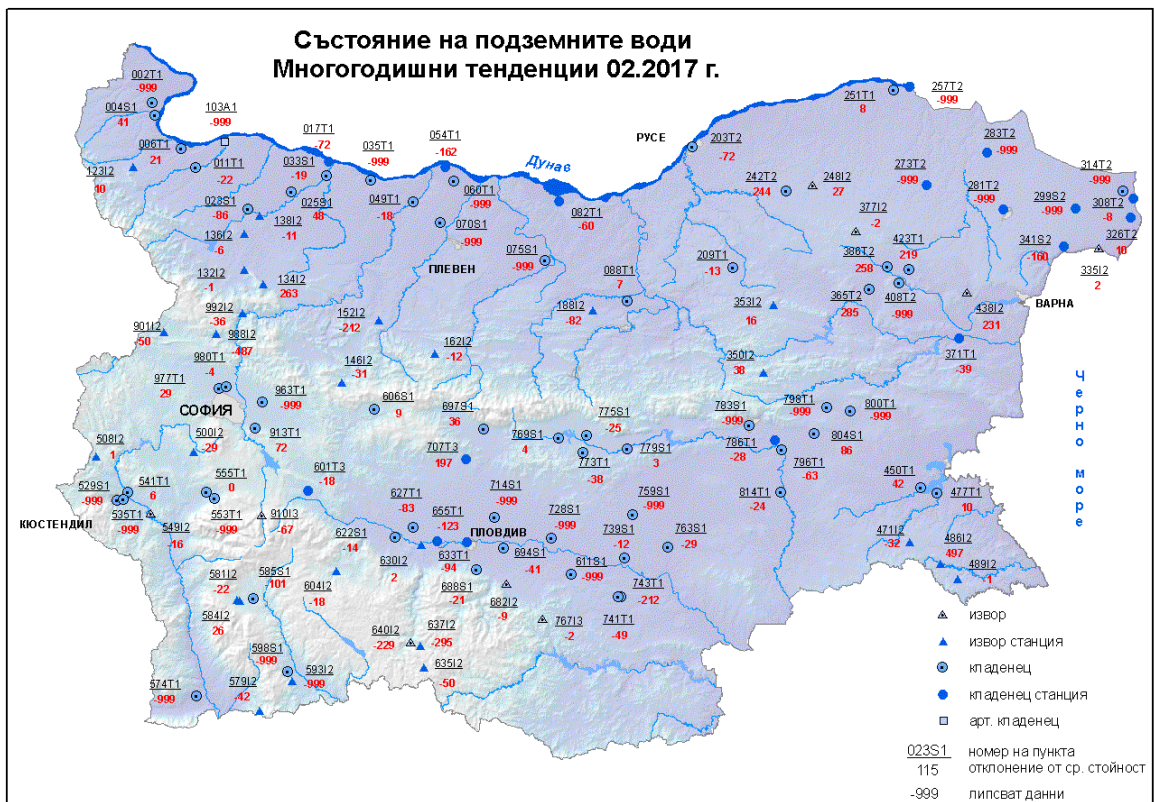 Състояние на подземните води
Многогодишни тенденции 02.2017 г.
002T1
-999
004S1
41
103A1
-999
006T1
21
011T1
-22
123I2
10
017T1
-72
033S1
-19
035T1
-999
054T1
-162
023S1
-86
025S1
48
049T1
-18
060T1
-999
070S1
-999
138I2
-11
136I2
-6
132I2
-1
134I2
263
Дунав
082T1
-60
075S1
-999
ПЛЕВЕН
РУСЕ
203T2
-72
251T1
8
257T2
-999
283T2
-999
273T2
-999
242T2
244
248I2
27
281T2
-999
299S2
-999
314T2
-999
308T2
-8
326T2
16
377I2
-2
423T1
219
386T2
258
341S2
-160
335I2
2
209T1
-13
088T1
7
365T2
285
408T2
-999
438I2
231
ВАРНА
353I2
16
188I2
-82
152I2
-212
162I2
-12
146I2
-31
992I2
-36
901I2
-50
988I2
-487
980T1
-4
977T1
29
СОФИЯ
963T1
-999
913T1
72
606S1
9
697S1
36
350I2
38
371T1
-39
Черно море
775S1
-25
769S1
4
773T1
-38
779S1
3
783S1
-999
798T1
-999
800T1
-999
786T1
-28
804S1
86
796T1
-63
508I2
1
500I2
-29
707T3
197
601T3
-18
529S1
-999
541T1
6
555T1
0
КЮСТЕНДИЛ
535T1
-999
549I2
-16
553T1
-999
910I3
-67
627T1
-83
714S1
-999
759S1
-999
814T1
-24
450T1
42
477T1
10
655T1
-123
ПЛОВДИВ
728S1
-999
739S1
-12
763S1
-29
622S1
-14
630I2
2
633T1
-94
694S1
-41
611S1
-999
471I2
-32
486I2
497
489I2
1
581I2
-22
585S1
101
604I2
-18
688S1
-21
682I2
-9
743T1
-212
741T1
-49
767I3
-2
584I2
26
640I2
-229
637I2
-295
635I2
-50
598S1
-999
593I2
-999
579I2
-42
574T1
-999
извор
извор станция
кладенец
кладенец станция
арт. кладенец
023S1 номер на пункта
115 отклонение от ср. стойност
-999 липсват данни